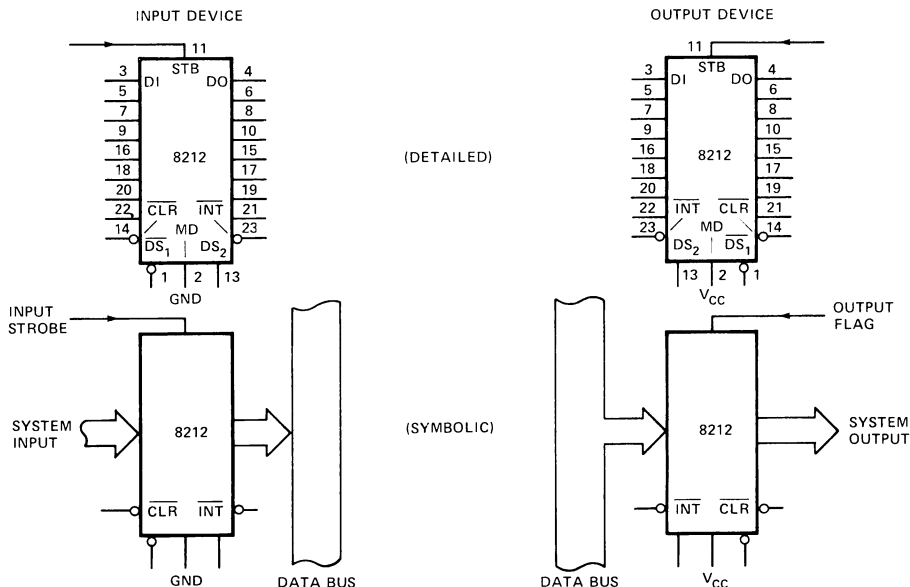 INPUT DEVICE
OUTPUT DEVICE
11
STB
3 DI DO 4
5 6
7 8
9 10
16 8212 15
18 17
20 19
22 CLR INT 21
14 MD 23
DS1 DS2
1 2 13
GND
(DETAILED)
11
STB
3 DI DO 4
5 6
7 8
9 10
16 8212 15
18 17
20 19
22 INT CLR 21
23 MD 14
DS2 DS1
13 2 1
VCC
INPUT
STROBE
SYSTEM
INPUT
8212
CLR INT
GND
DATA BUS
(SYMBOLIC)
OUTPUT
FLAG
8212
SYSTEM
OUTPUT
INT CLR
DATA BUS
VCC